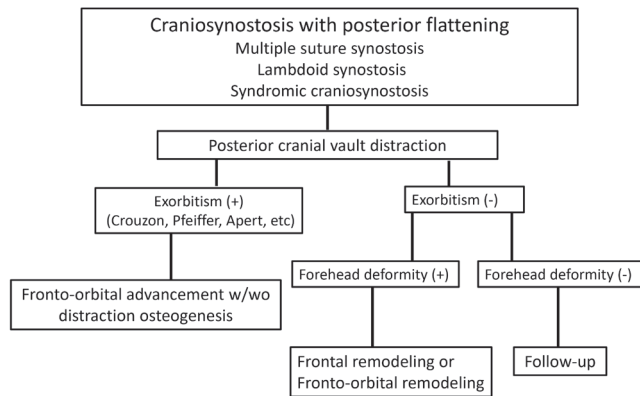 Craniosynostosis with posterior flattening
Multiple suture synostosis
Lambdoid synostosis
Syndromic craniosynostosis
Posterior cranial vault distraction
Exorbitism (+)
(Crouzon, Pfeiffer, Apert, etc)
Exorbitism (-)
Fronto-orbital advancement w/wo
distraction osteogenesis
Forehead deformity (+)
Forehead deformity (-)
Frontal remodeling or
Fronto-orbital remodeling
Follow-up